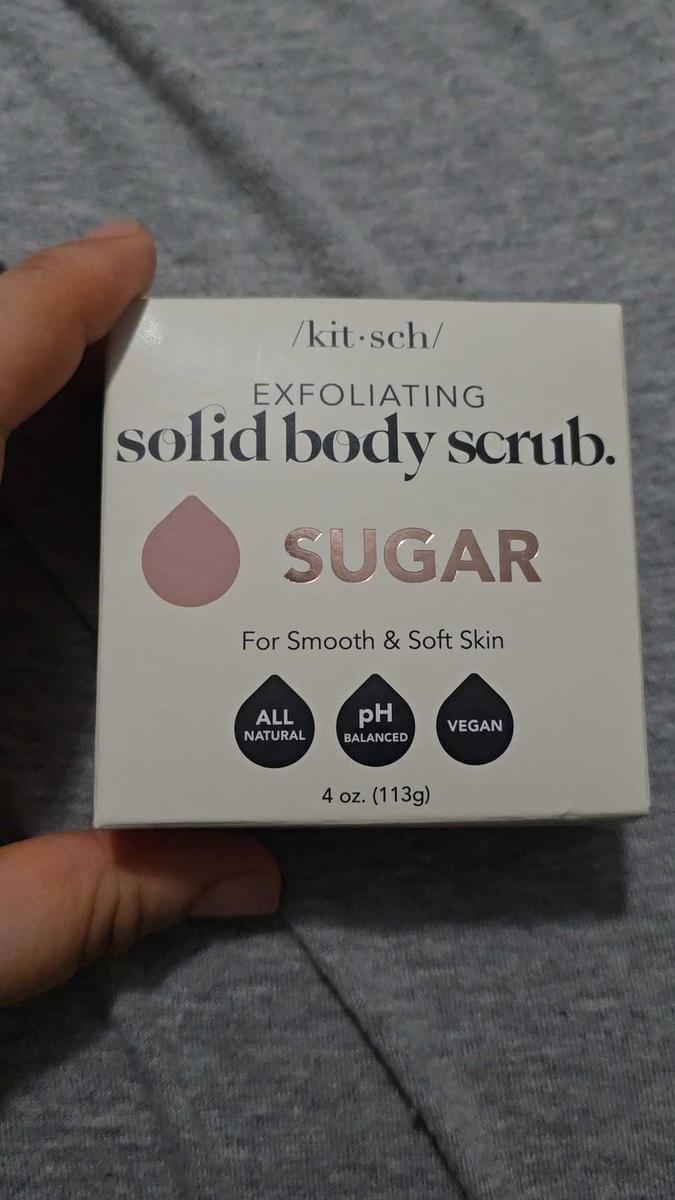 /kit·sch/
EXFOLIATING
solid body scrub.
SUGAR
For Smooth & Soft Skin
ALL
NATURAL
pH
BALANCED
VEGAN
4 oz. (113g)